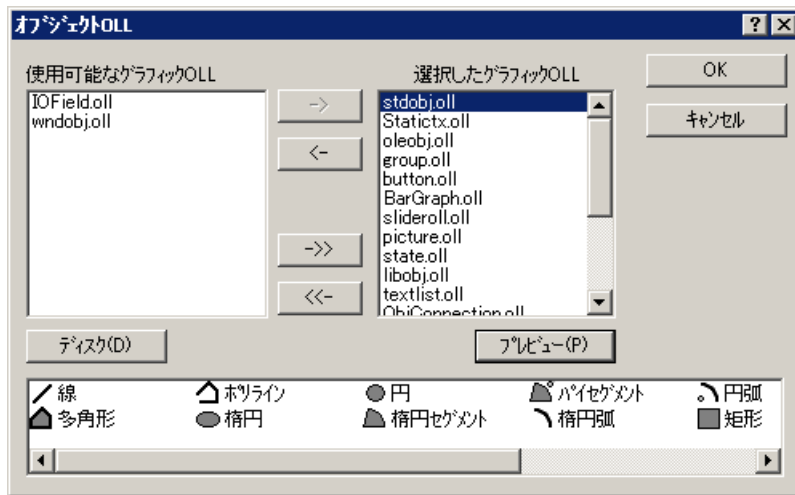 オブジェクトOLL
使用可能なグラフィックOLL
選択したグラフィックOLL
OK
キャンセル
IOField.oll
wndobj.oll
->
<-
->>
<<-
stdobj.oll
Statictx.oll
oleobj.oll
group.oll
button.oll
BarGraph.oll
slideroll.oll
picture.oll
state.oll
libobj.oll
textlist.oll
ObjConnection.oll
ディスク(D)
プレビュー(P)
線 ポリライン 円 パイセグメント 円弧
多角形 楕円 楕円セグメント 楕円弧 矩形